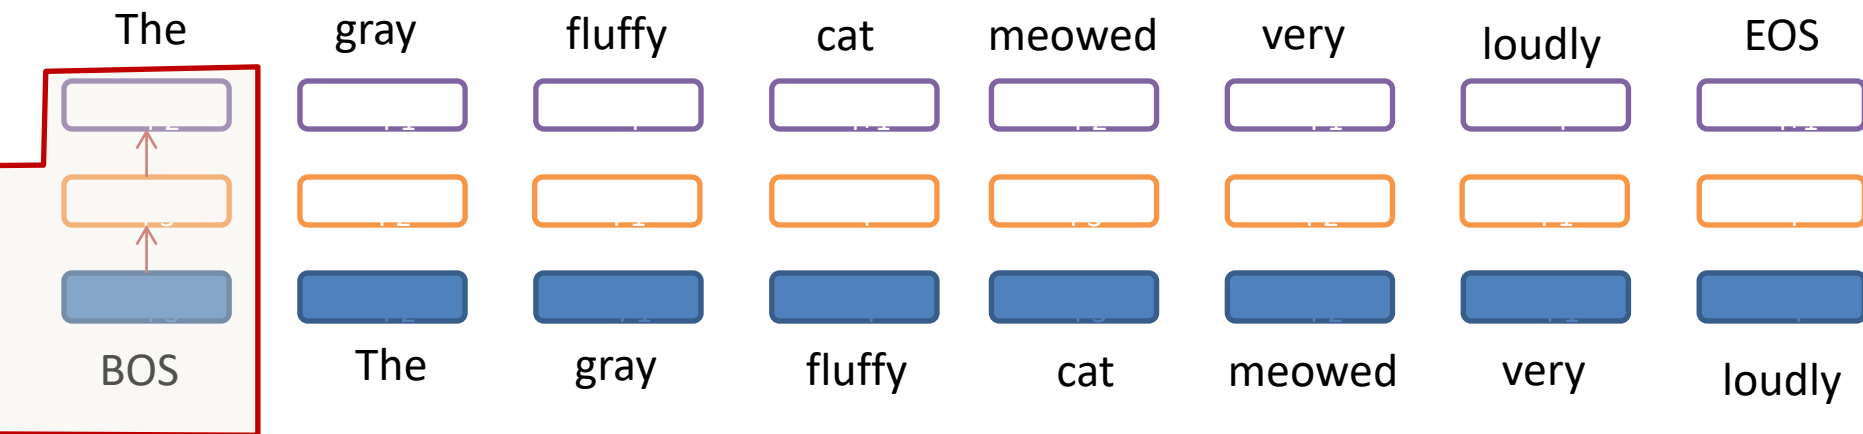 The gray fluffy cat meowed very loudly EOS
BOS The gray fluffy cat meowed very loudly